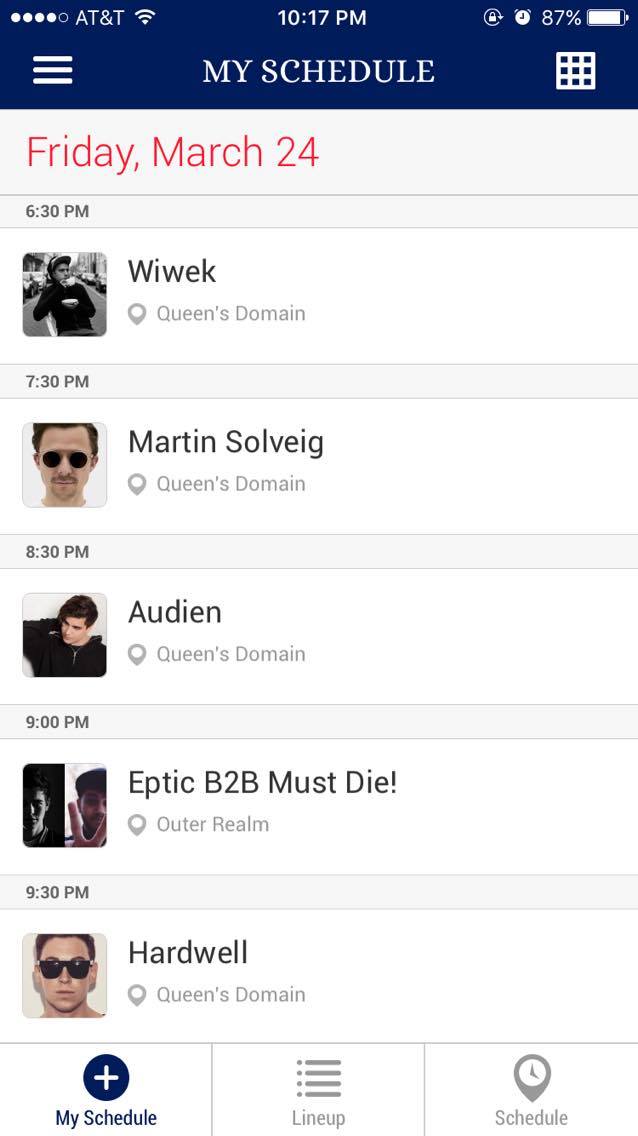 AT&T 10:17 PM 87%
MY SCHEDULE
Friday, March 24
6:30 PM
Wiwek
Queen's Domain
7:30 PM
Martin Solveig
Queen's Domain
8:30 PM
Audien
Queen's Domain
9:00 PM
Eptic B2B Must Die!
Outer Realm
9:30 PM
Hardwell
Queen's Domain
My Schedule Lineup Schedule